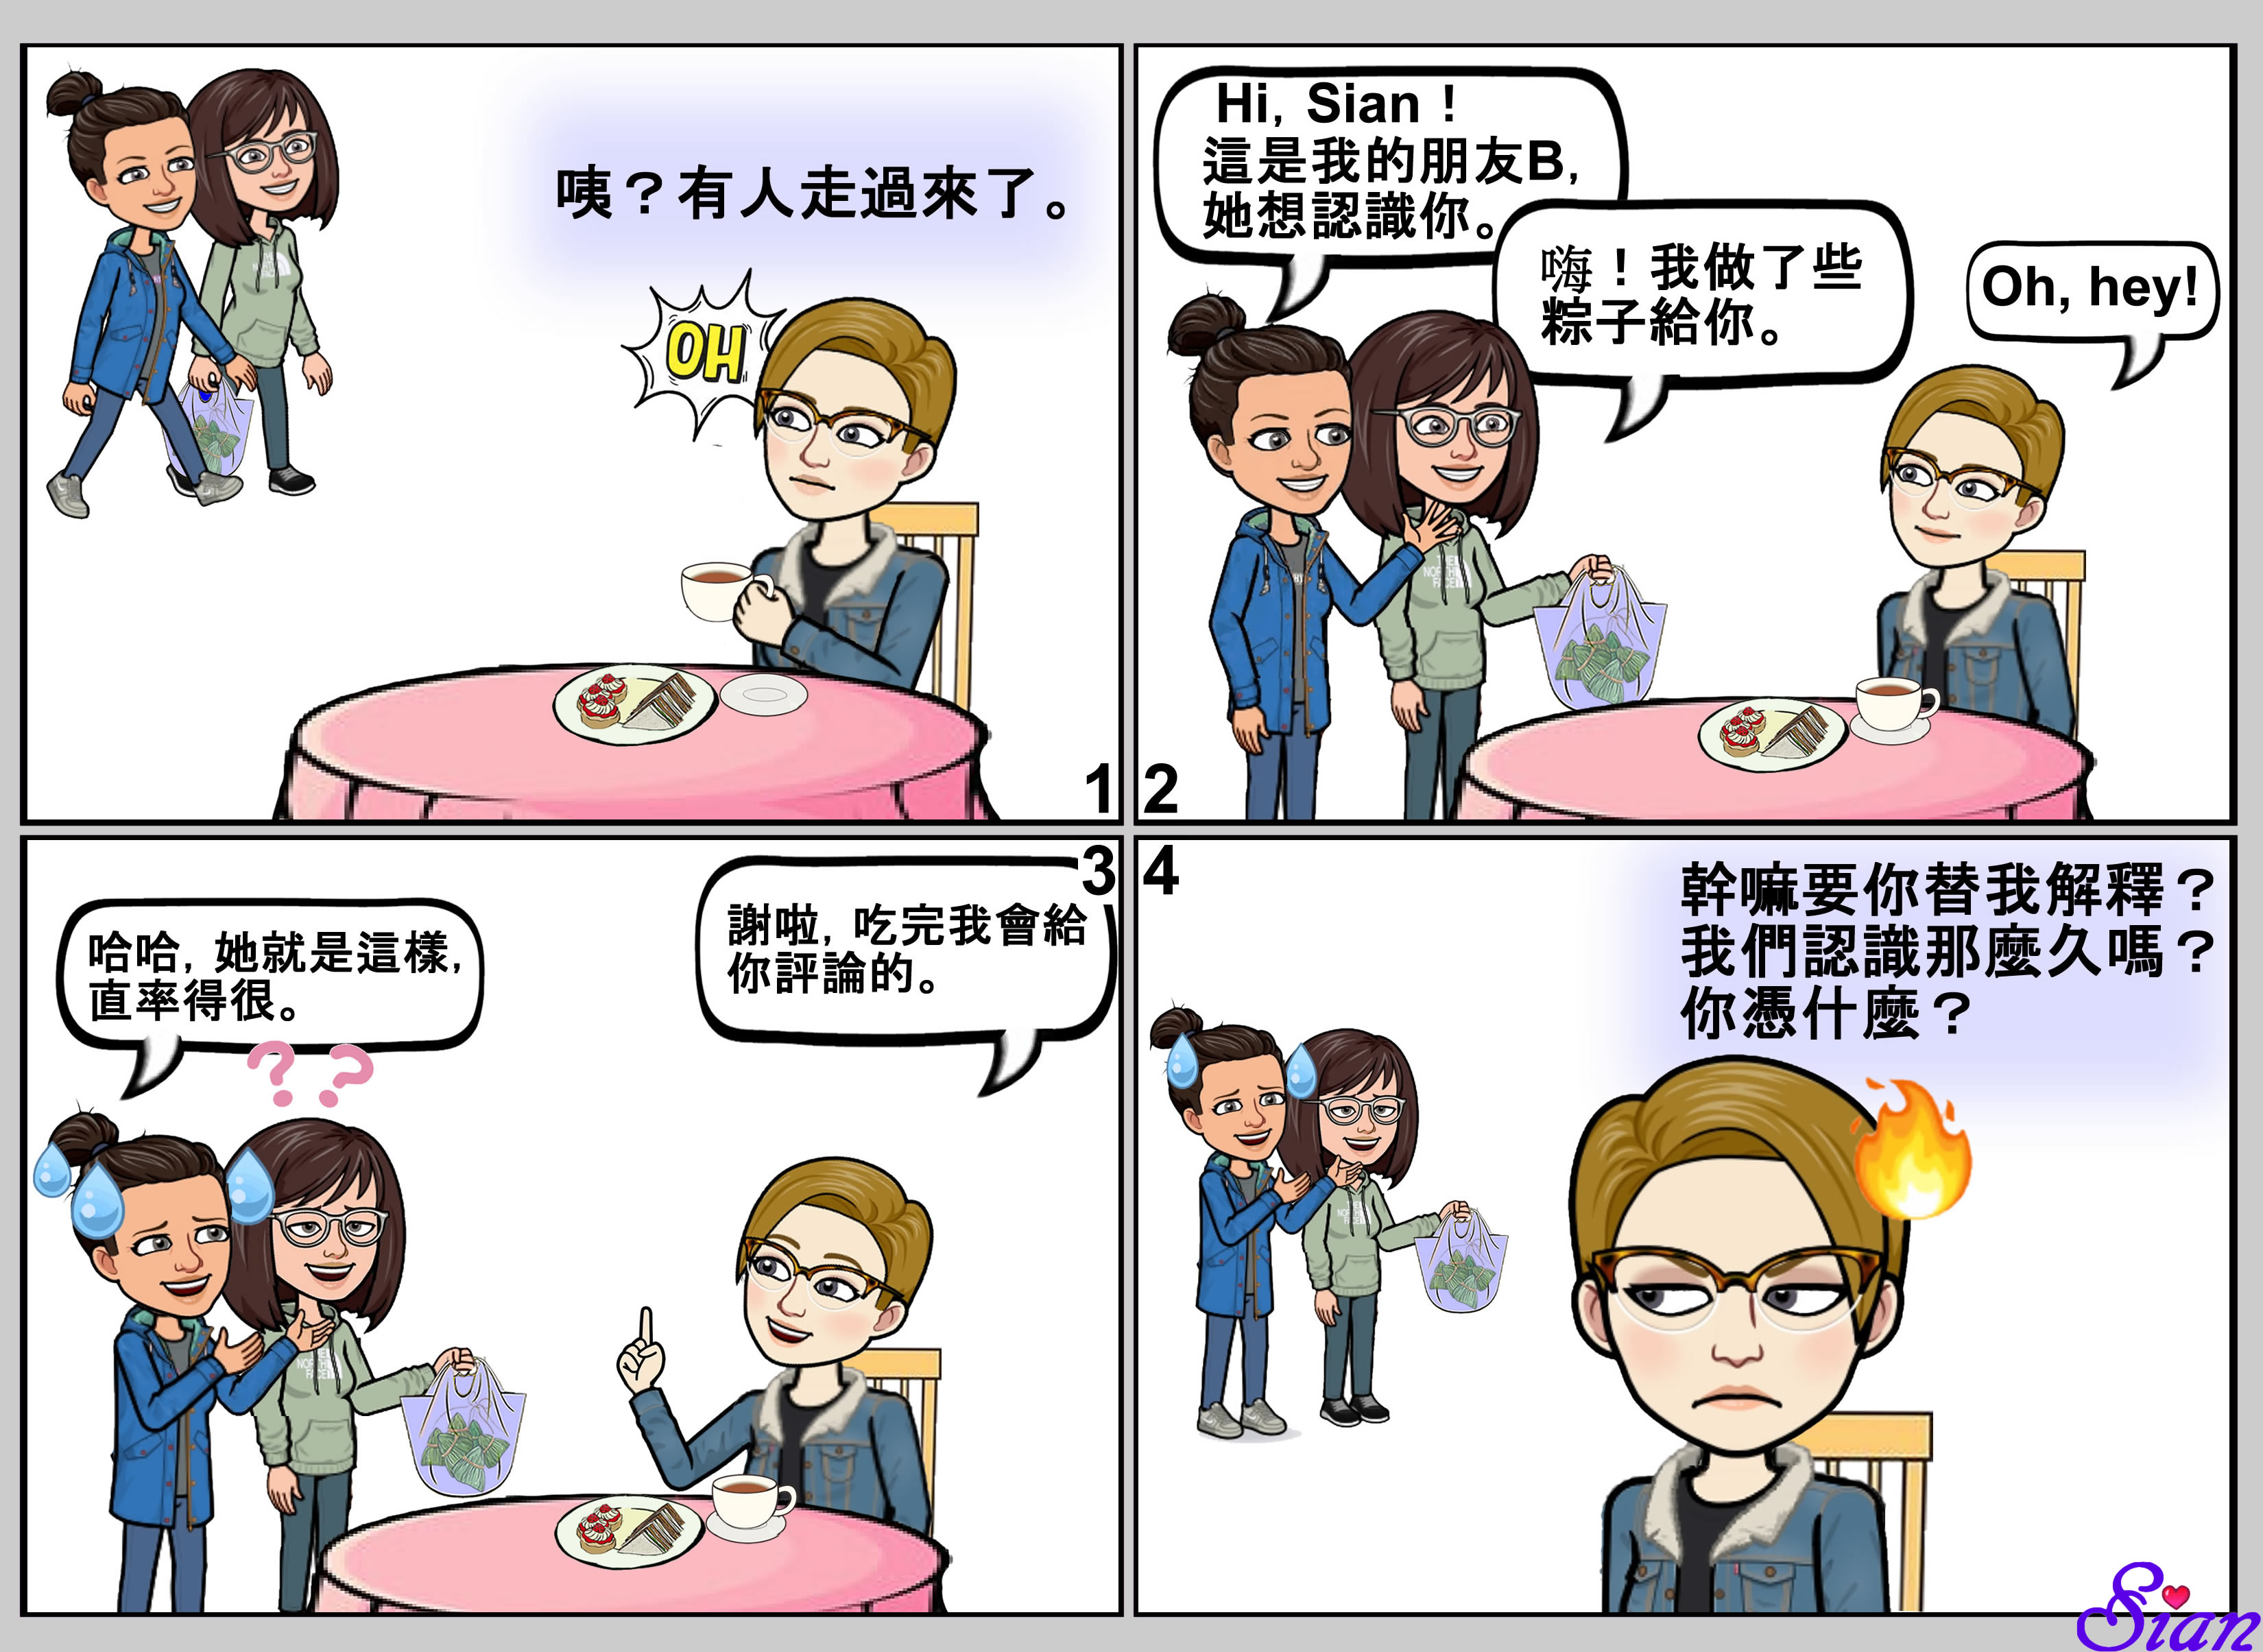 咦？有人走過來了。
OH
1
Hi, Sian！
這是我的朋友B,
她想認識你。
嗨！我做了些
粽子給你。
Oh, hey!
NORTH
FACE
2
3
謝啦, 吃完我會給
你評論的。
哈哈, 她就是這樣,
直率得很。
? ?
4
幹嘛要你替我解釋？
我們認識那麼久嗎？
你憑什麼？
Sian